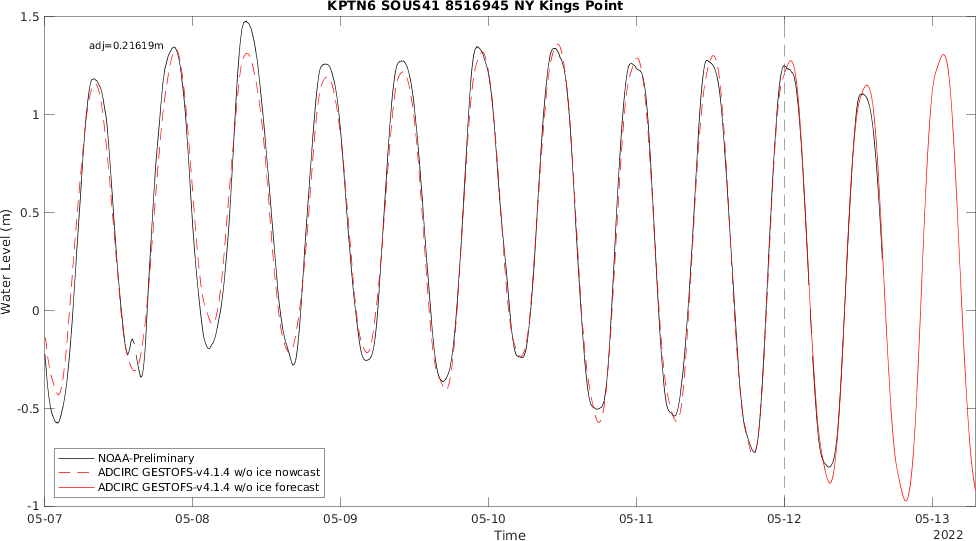 KPTN6 SOUS41 8516945 NY Kings Point
adj=0.21619m
1.5
1
0.5
0
-0.5
-1
Water Level (m)
NOAA-Preliminary
ADCIRC GESTOFS-v4.1.4 w/o ice nowcast
ADCIRC GESTOFS-v4.1.4 w/o ice forecast
05-07
05-08
05-09
05-10
05-11
05-12
05-13
Time
2022